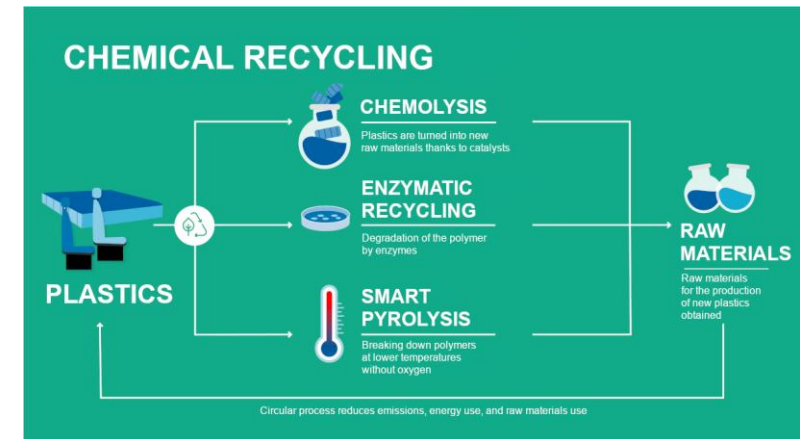 CHEMICAL RECYCLING
CHEMOLYSIS
Plastics are turned into new
raw materials thanks to catalysts
ENZYMATIC
RECYCLING
Degradation of the polymer
by enzymes
SMART
PYROLYSIS
Breaking down polymers
at lower temperatures
without oxygen
PLASTICS
RAW
MATERIALS
Raw materials
for the production
of new plastics
obtained
Circular process reduces emissions, energy use, and raw materials use